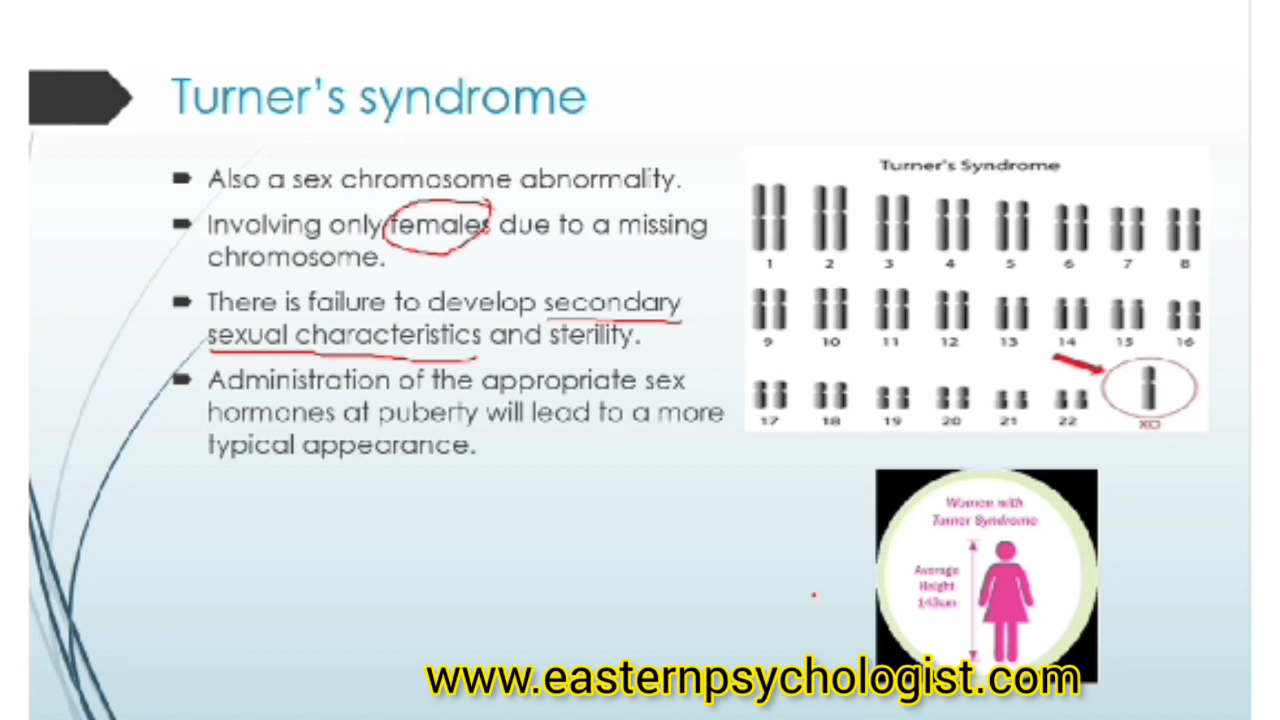 Turner's syndrome
Also a sex chromosome abnormality.
Involving only females due to a missing
chromosome.
There is failure to develop secondary
sexual characteristics and sterility.
Administration of the appropriate sex
hormones at puberty will lead to a more
typical appearance.
Turner's Syndrome
1 2 3 4 5 6 7 8
9 10 11 12 13 14 15 16
17 18 19 20 21 22 XO
Women with
Turner Syndrome
Average
Height
143cm
www.easternpsychologist.com